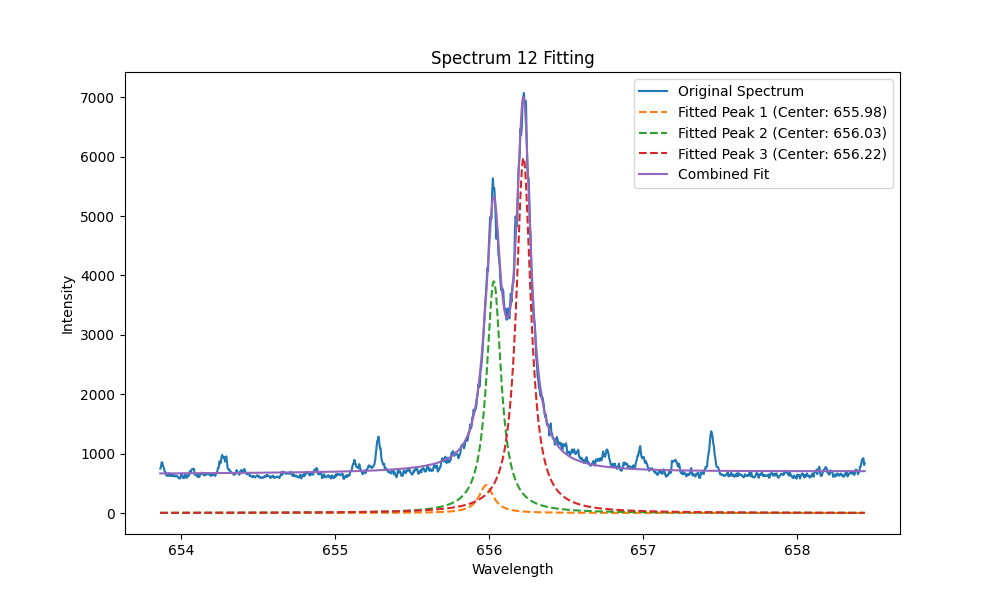 Spectrum 12 Fitting
Original Spectrum
Fitted Peak 1 (Center: 655.98)
Fitted Peak 2 (Center: 656.03)
Fitted Peak 3 (Center: 656.22)
Combined Fit
7000
6000
5000
4000
3000
2000
1000
0
Intensity
654
655
656
657
658
Wavelength